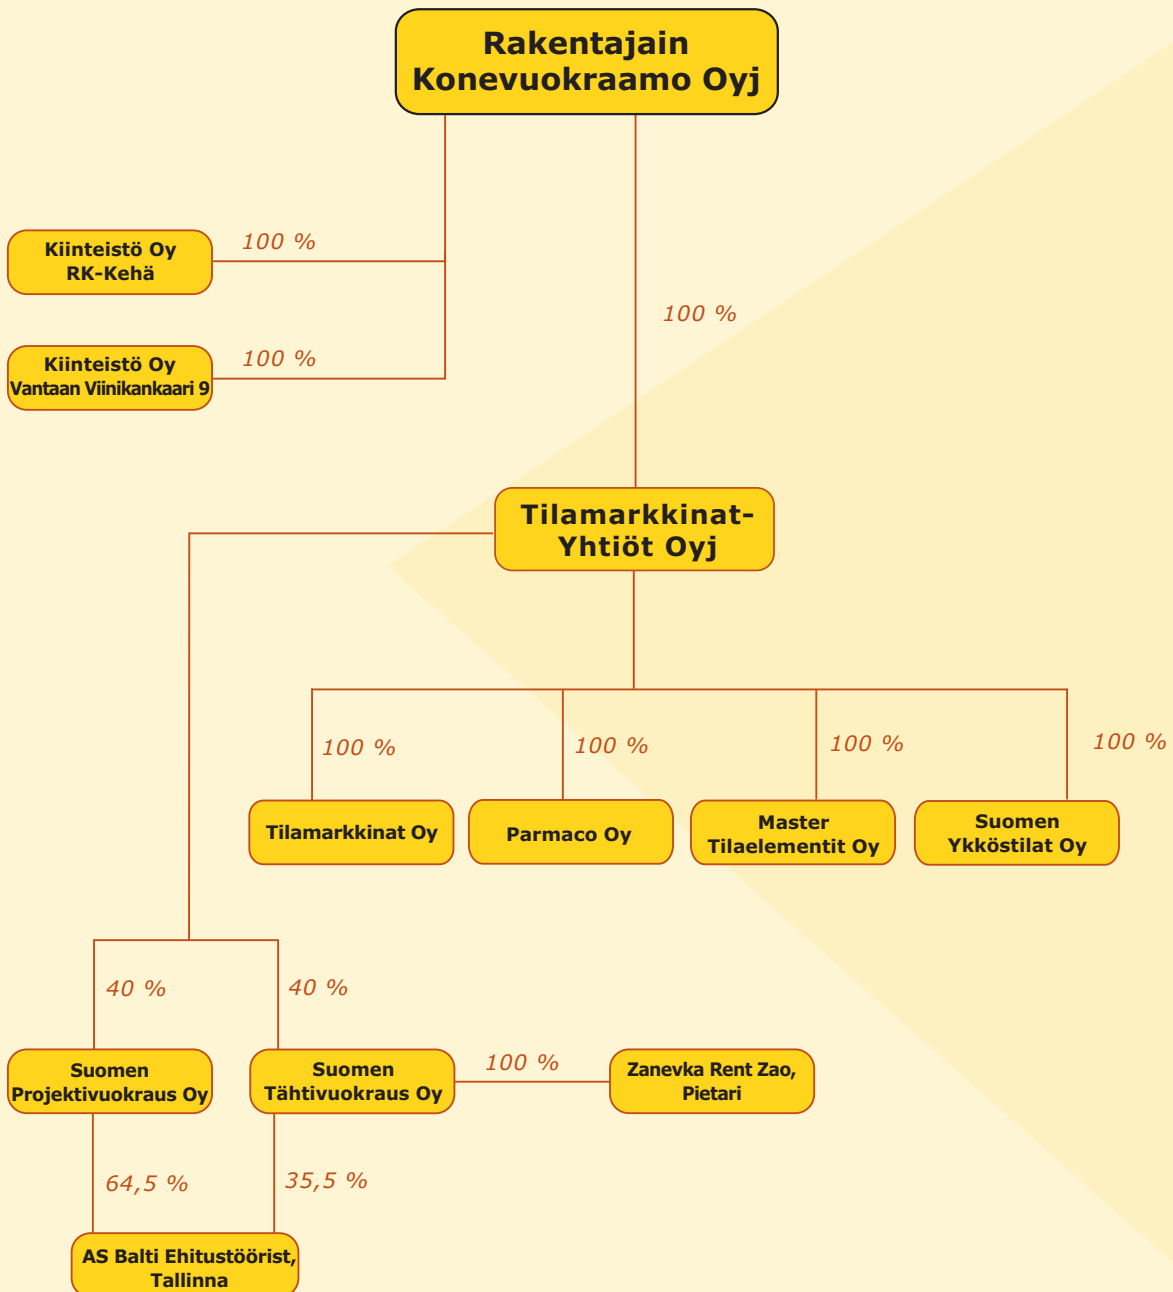 Rakentajain
Konevuokraamo Oyj
100 %
Kiinteistö Oy
RK-Kehä
100 %
100 %
Kiinteistö Oy
Vantaan Viinikankaari 9
Tilamarkkinat-
Yhtiöt Oyj
100 %
100 %
100 %
100 %
Tilamarkkinat Oy
Parmaco Oy
Master
Tilaelementit Oy
Suomen
Ykköstilat Oy
40 %
40 %
Suomen
Projektivuokraus Oy
Suomen
Tähtivuokraus Oy
100 %
Zanevka Rent Zao,
Pietari
64,5 %
35,5 %
AS Balti Ehitustöörist,
Tallinna